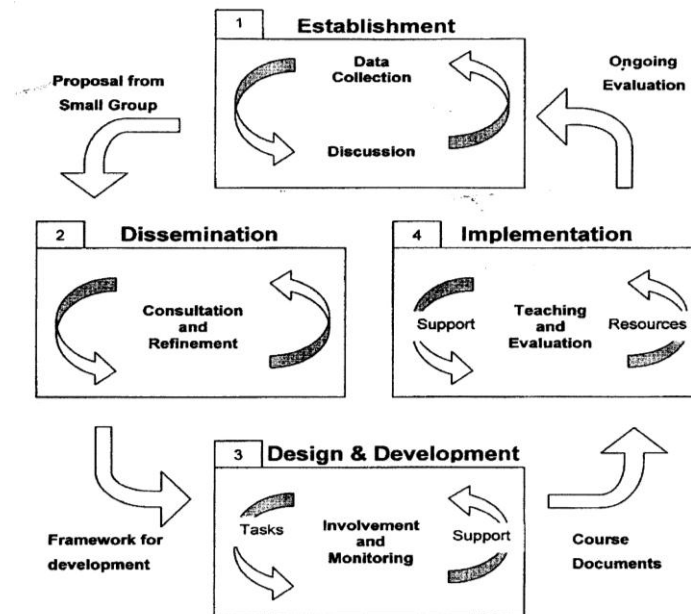 1
Establishment
Data
Collection
Discussion
Proposal from
Small Group
Ongoing
Evaluation
2
Dissemination
Consultation
and
Refinement
4
Implementation
Support
Teaching
and
Evaluation
Resources
3
Design & Development
Tasks
Involvement
and
Monitoring
Support
Framework for
development
Course
Documents